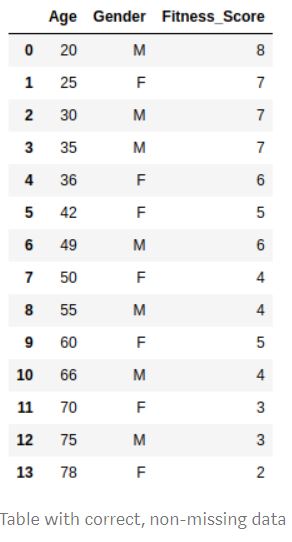 Age Gender Fitness_Score
0 20 M 8
1 25 F 7
2 30 M 7
3 35 M 7
4 36 F 6
5 42 F 5
6 49 M 6
7 50 F 4
8 55 M 4
9 60 F 5
10 66 M 4
11 70 F 3
12 75 M 3
13 78 F 2
Table with correct, non-missing data